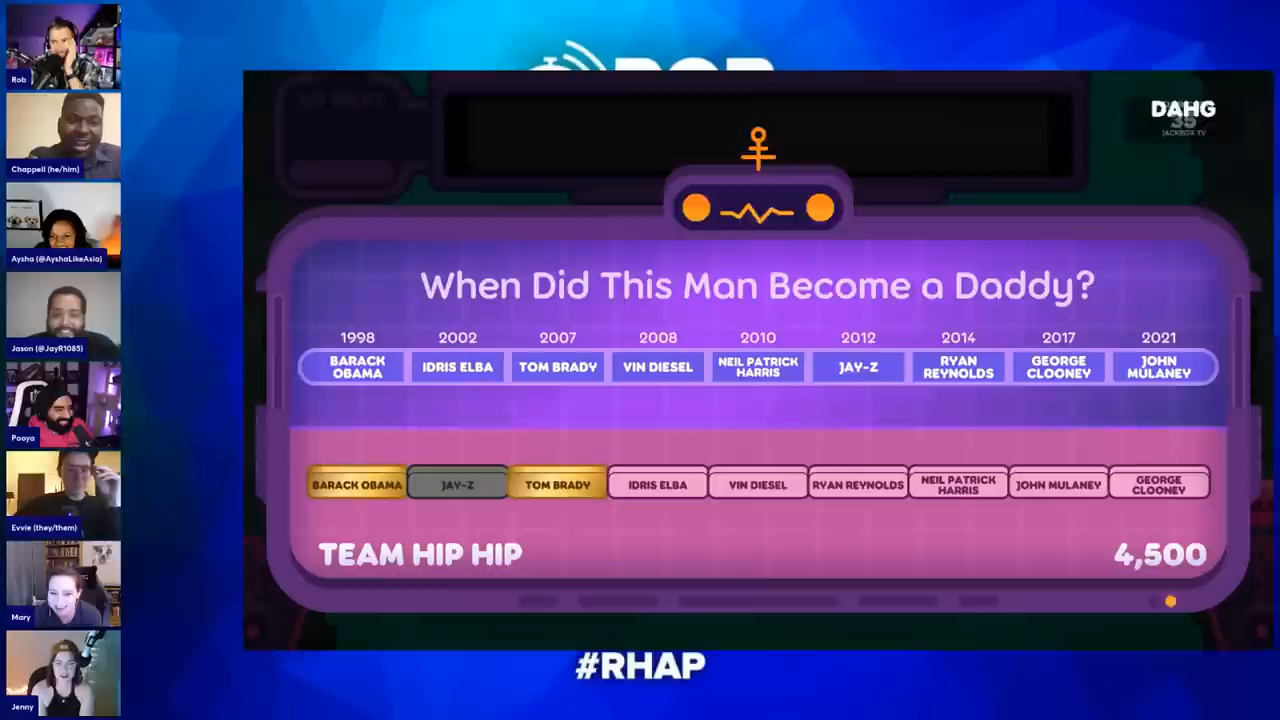 Rob
Chappell (he/him)
Aysha (@AyshaLikeAsia)
Jason (@JayR1085)
Pooya
Evvie (they/them)
Mary
Jenny
DAHG
35
JACKBOX TV
When Did This Man Become a Daddy?
1998 2002 2007 2008 2010 2012 2014 2017 2021
BARACK OBAMA IDRIS ELBA TOM BRADY VIN DIESEL NEIL PATRICK HARRIS JAY-Z RYAN REYNOLDS GEORGE CLOONEY JOHN MULANEY
BARACK OBAMA JAY-Z TOM BRADY IDRIS ELBA VIN DIESEL RYAN REYNOLDS NEIL PATRICK HARRIS JOHN MULANEY GEORGE CLOONEY
TEAM HIP HIP 4,500
#RHAP